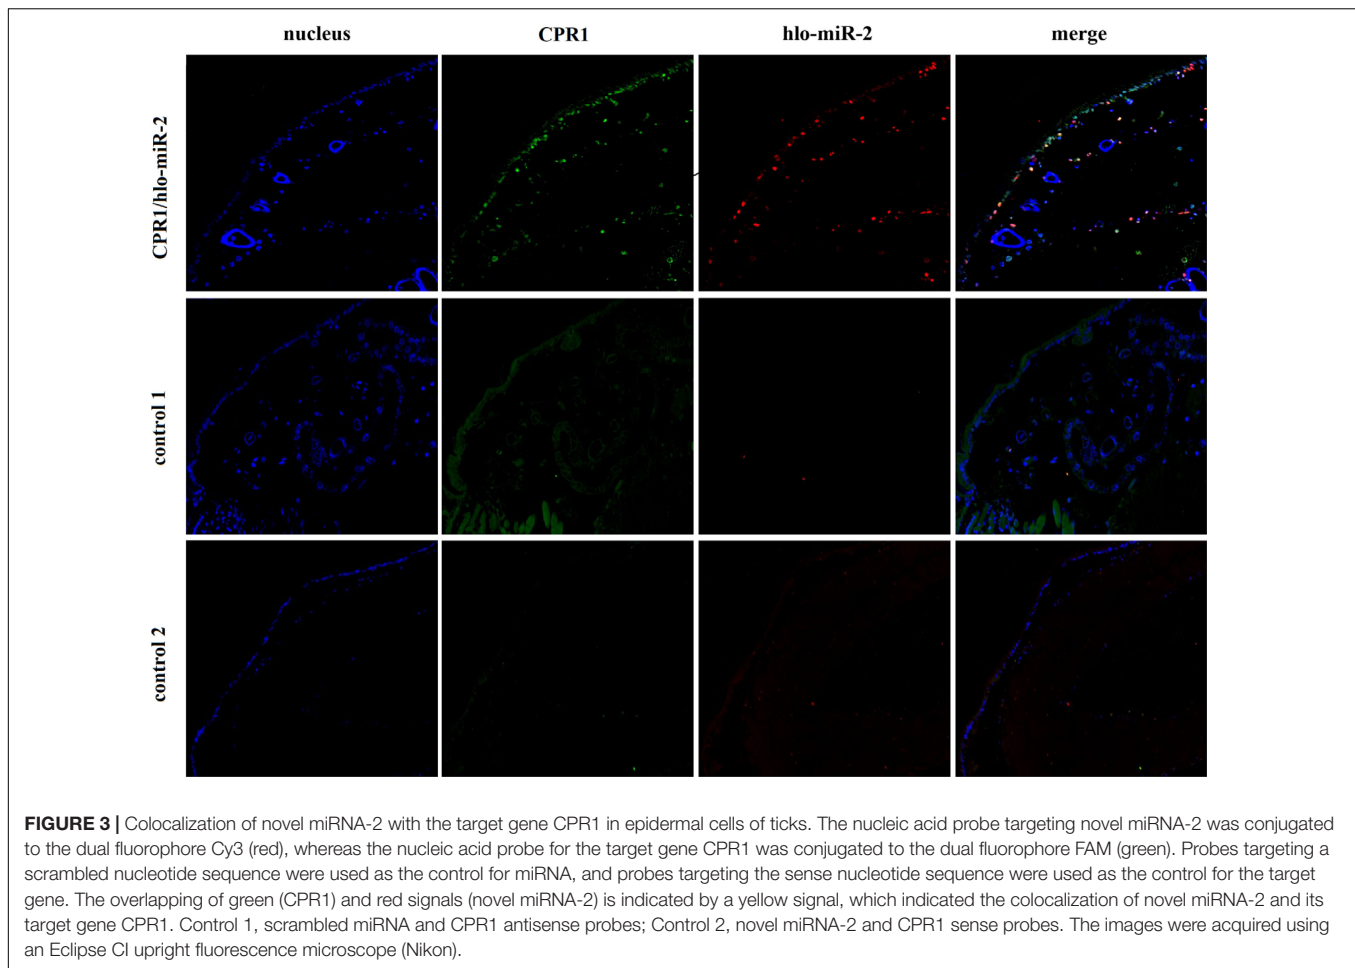 nucleus CPR1 hlo-miR-2 merge
CPR1/hlo-miR-2
control 1
control 2
FIGURE 3 | Colocalization of novel miRNA-2 with the target gene CPR1 in epidermal cells of ticks. The nucleic acid probe targeting novel miRNA-2 was conjugated
to the dual fluorophore Cy3 (red), whereas the nucleic acid probe for the target gene CPR1 was conjugated to the dual fluorophore FAM (green). Probes targeting a
scrambled nucleotide sequence were used as the control for miRNA, and probes targeting the sense nucleotide sequence were used as the control for the target
gene. The overlapping of green (CPR1) and red signals (novel miRNA-2) is indicated by a yellow signal, which indicated the colocalization of novel miRNA-2 and its
target gene CPR1. Control 1, scrambled miRNA and CPR1 antisense probes; Control 2, novel miRNA-2 and CPR1 sense probes. The images were acquired using
an Eclipse CI upright fluorescence microscope (Nikon).